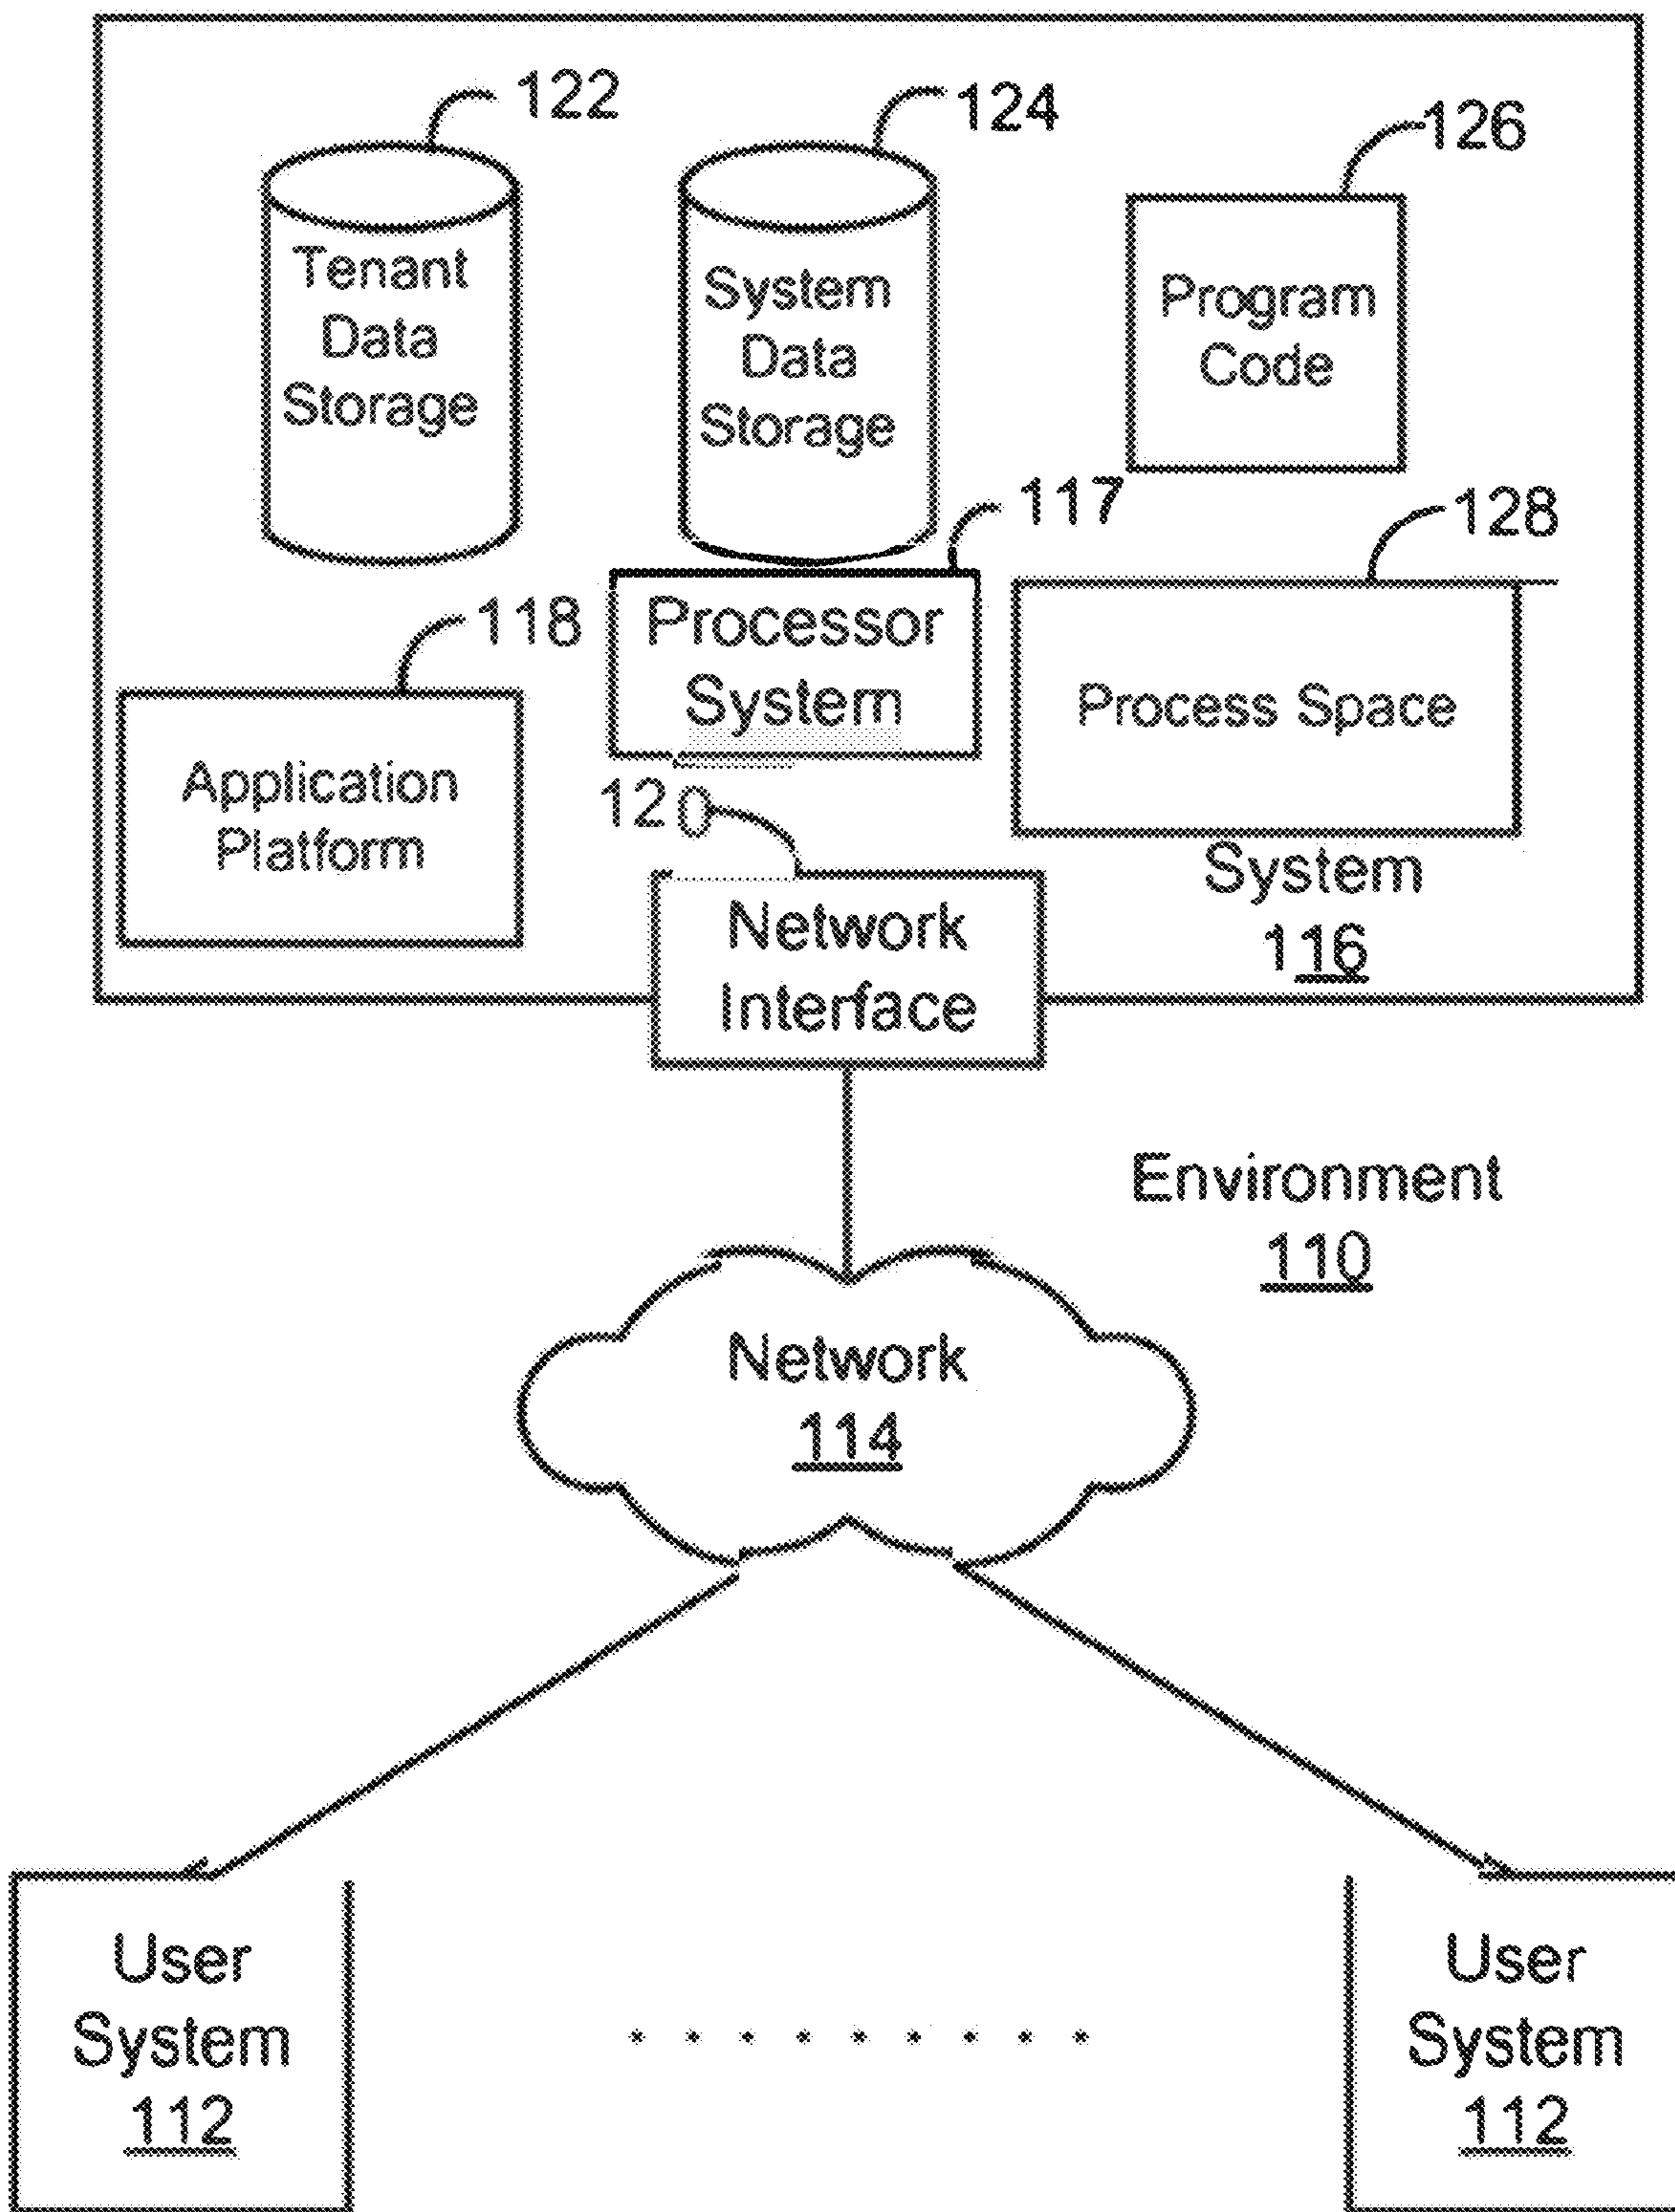 122
124
126
Tenant
Data
Storage
System
Data
Storage
Program
Code
117
128
118
Processor
System
Process Space
Application
Platform
120
System
116
Network
Interface
Environment
110
Network
114
User
System
112
User
System
112